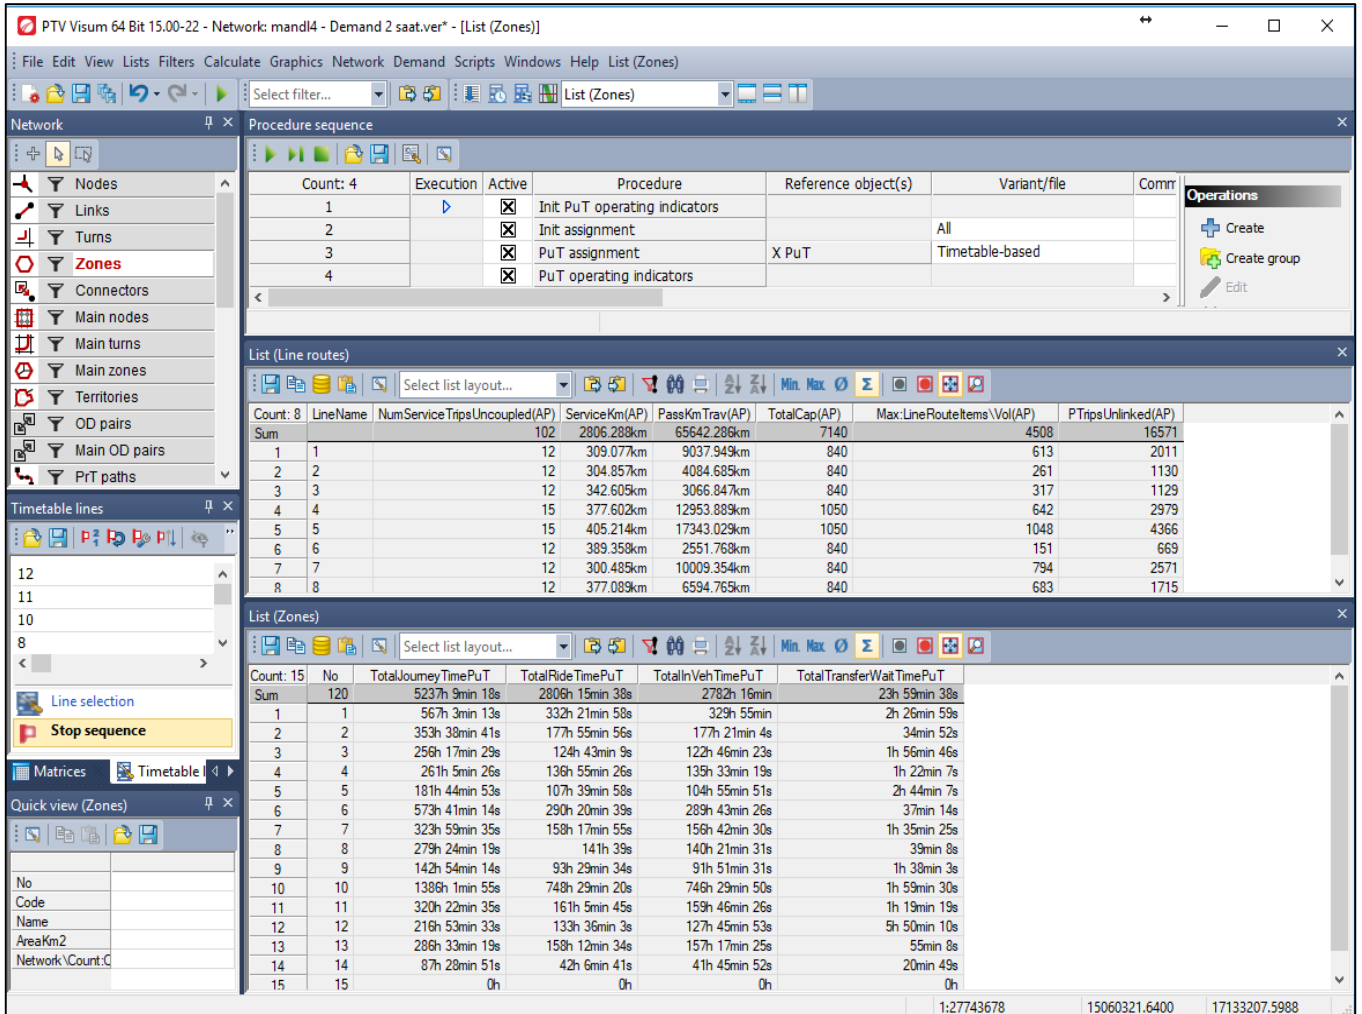 PTV Visum 64 Bit 15.00-22 - Network: mandl4 - Demand 2 saat.ver* - [List (Zones)]
File Edit View Lists Filters Calculate Graphics Network Demand Scripts Windows Help List (Zones)
Select filter... List (Zones)
Network
Nodes
Links
Turns
Zones
Connectors
Main nodes
Main turns
Main zones
Territories
OD pairs
Main OD pairs
PrT paths
Timetable lines
12
11
10
8
Line selection
Stop sequence
Matrices Timetable l
Quick view (Zones)
No
Code
Name
AreaKm2
Network\Count:C
Procedure sequence
Count: 4 Execution Active Procedure Reference object(s) Variant/file Comm
1 Init PuT operating indicators
2 Init assignment All
3 PuT assignment X PuT Timetable-based
4 PuT operating indicators
Operations
Create
Create group
Edit
List (Line routes)
Select list layout... Min. Max. Ø Σ
Count: 8 LineName NumServiceTripsUncoupled(AP) ServiceKm(AP) PassKmTrav(AP) TotalCap(AP) Max:LineRouteItems\Vol(AP) PTripsUnlinked(AP)
Sum 102 2806.288km 65642.286km 7140 4508 16571
1 1 12 309.077km 9037.949km 840 613 2011
2 2 12 304.857km 4084.685km 840 261 1130
3 3 12 342.605km 3066.847km 840 317 1129
4 4 15 377.602km 12953.889km 1050 642 2979
5 5 15 405.214km 17343.029km 1050 1048 4366
6 6 12 389.358km 2551.768km 840 151 669
7 7 12 300.485km 10009.354km 840 794 2571
8 8 12 377.089km 6594.765km 840 683 1715
List (Zones)
Select list layout... Min. Max. Ø Σ
Count: 15 No TotalJourneyTimePuT TotalRideTimePuT TotalInVehTimePuT TotalTransferWaitTimePuT
Sum 120 5237h 9min 18s 2806h 15min 38s 2782h 16min 23h 59min 38s
1 1 567h 3min 13s 332h 21min 58s 329h 55min 2h 26min 59s
2 2 353h 38min 41s 177h 55min 56s 177h 21min 4s 34min 52s
3 3 256h 17min 29s 124h 43min 9s 122h 46min 23s 1h 56min 46s
4 4 261h 5min 26s 136h 55min 26s 135h 33min 19s 1h 22min 7s
5 5 181h 44min 53s 107h 39min 58s 104h 55min 51s 2h 44min 7s
6 6 573h 41min 14s 290h 20min 39s 289h 43min 26s 37min 14s
7 7 323h 59min 35s 158h 17min 55s 156h 42min 30s 1h 35min 25s
8 8 279h 24min 19s 141h 39s 140h 21min 31s 39min 8s
9 9 142h 54min 14s 93h 29min 34s 91h 51min 31s 1h 38min 3s
10 10 1386h 1min 55s 748h 29min 20s 746h 29min 50s 1h 59min 30s
11 11 320h 22min 35s 161h 5min 45s 159h 46min 26s 1h 19min 19s
12 12 216h 53min 33s 133h 36min 3s 127h 45min 53s 5h 50min 10s
13 13 286h 33min 19s 158h 12min 34s 157h 17min 25s 55min 8s
14 14 87h 28min 51s 42h 6min 41s 41h 45min 52s 20min 49s
15 15 0h 0h 0h 0h
1:27743678 15060321.6400 17133207.5988